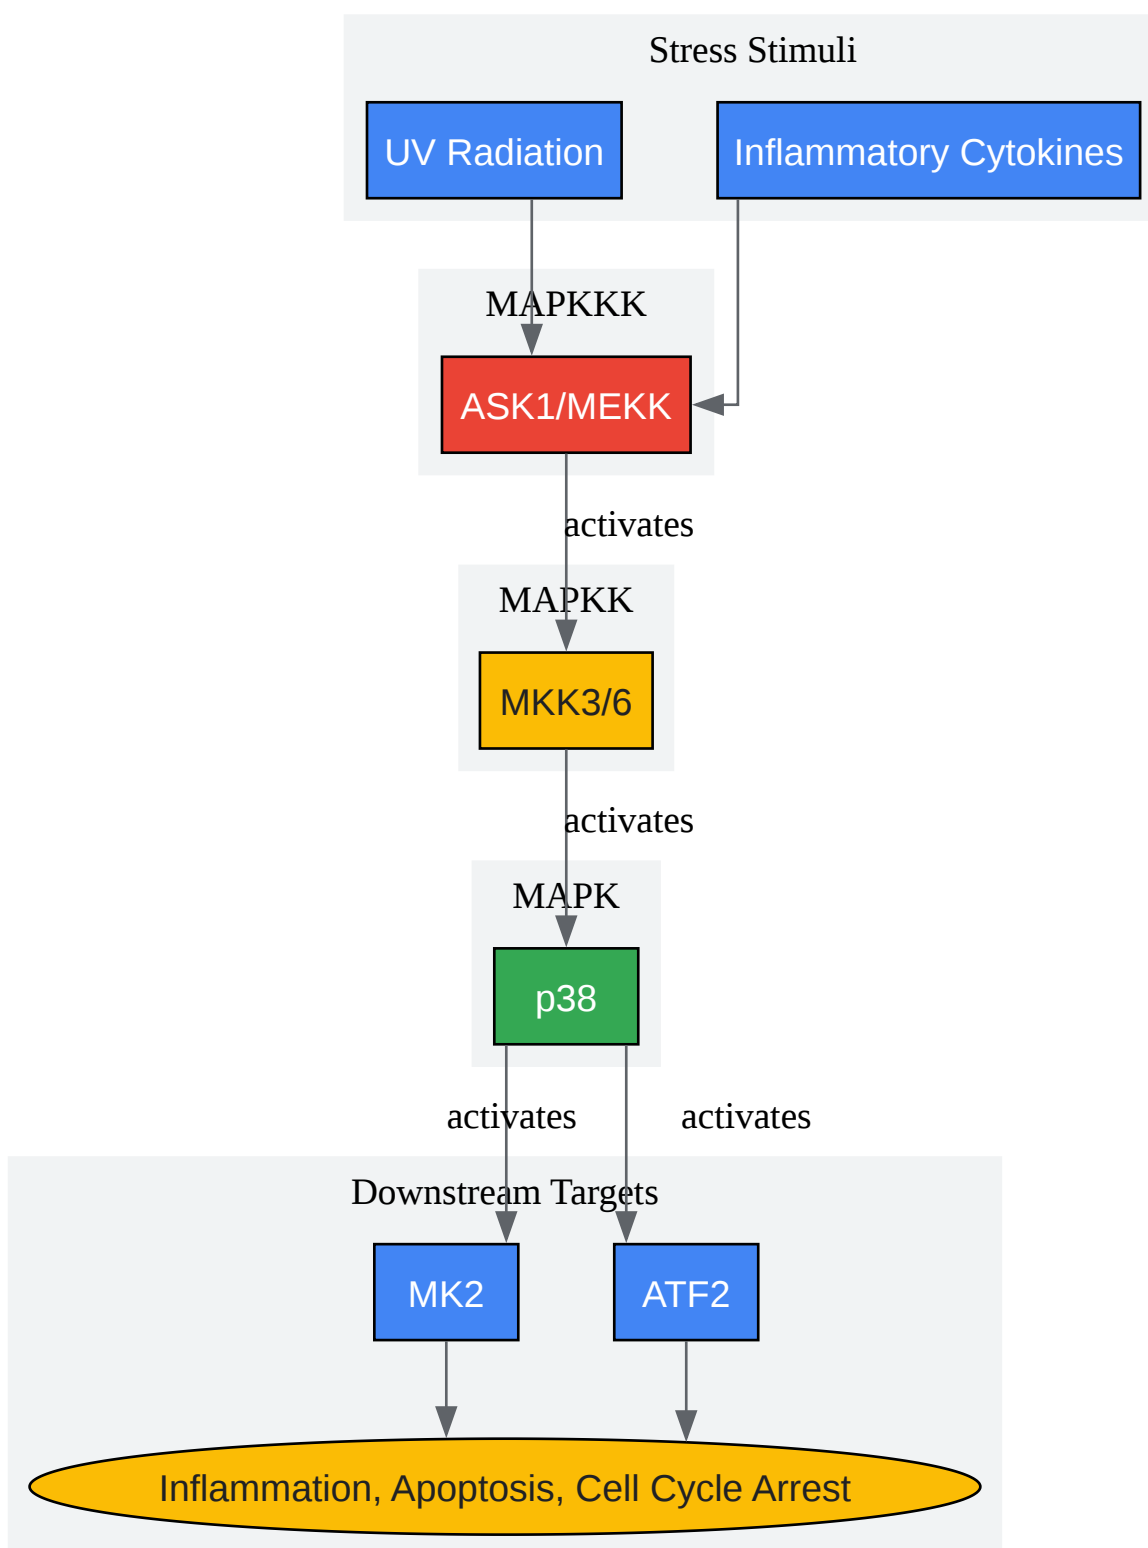 Stress Stimuli
UV Radiation
Inflammatory Cytokines
MAPKKK
ASK1/MEKK
activates
MAPKK
MKK3/6
activates
MAPK
p38
activates
activates
Downstream Targets
MK2
ATF2
Inflammation, Apoptosis, Cell Cycle Arrest